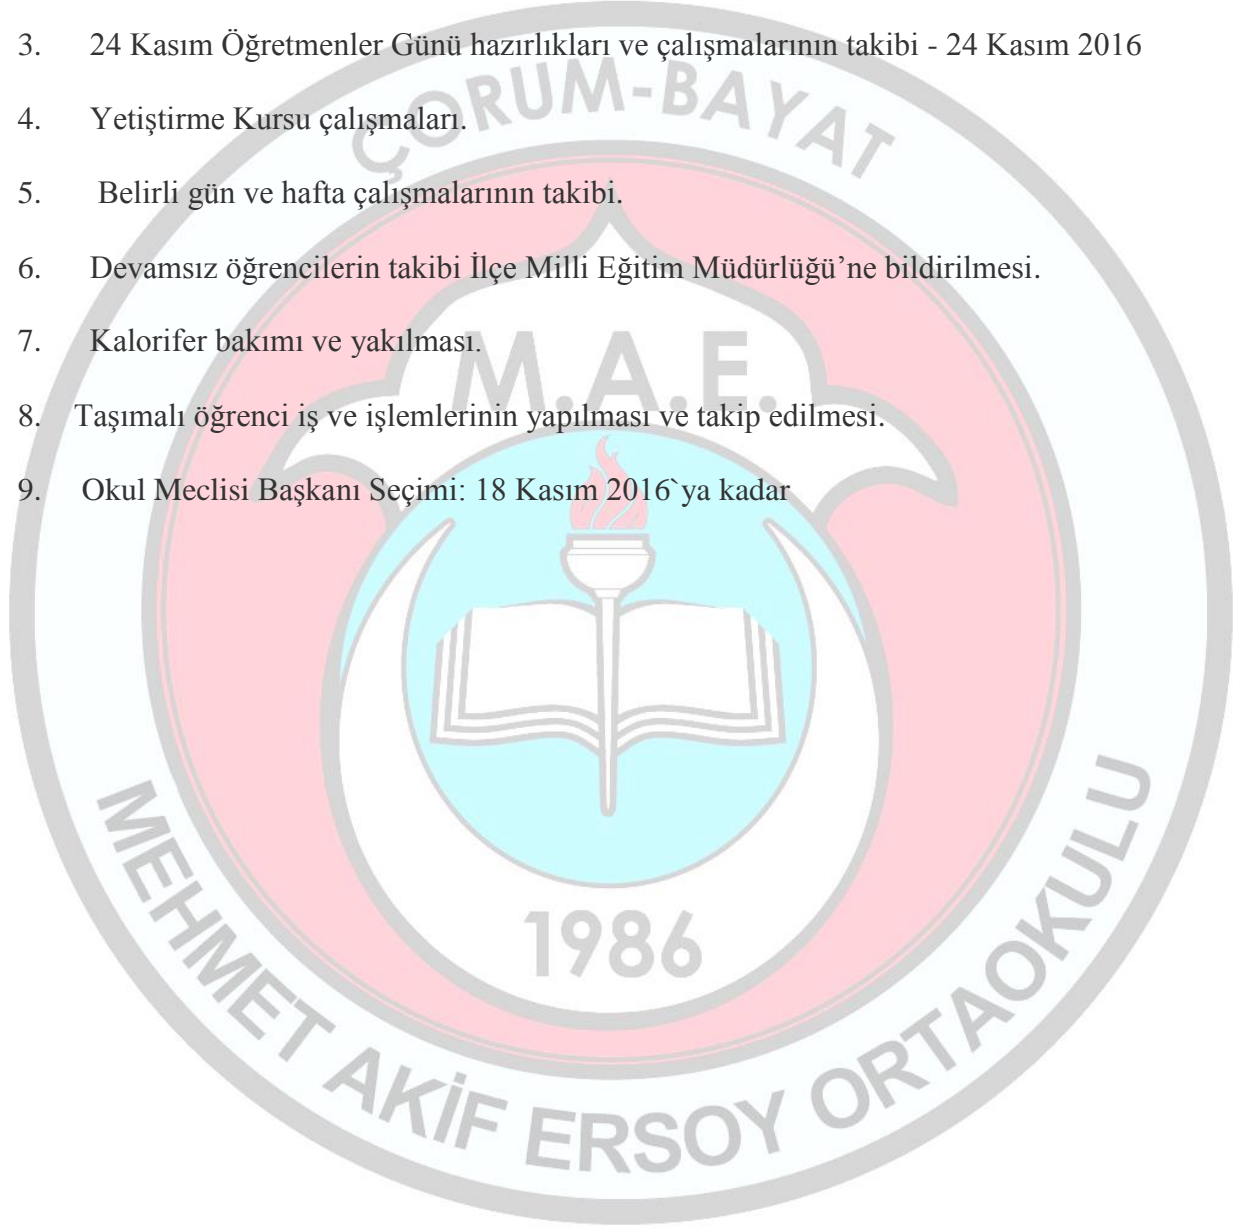 3. 24 Kasım Öğretmenler Günü hazırlıkları ve çalışmalarının takibi - 24 Kasım 2016
ÇORUM-BAYAT
4. Yetiştirme Kursu çalışmaları.
5. Belirli gün ve hafta çalışmalarının takibi.
6. Devamsız öğrencilerin takibi İlçe Milli Eğitim Müdürlüğü’ne bildirilmesi.
7. Kalorifer bakımı ve yakılması.
M.A.E.
8. Taşımalı öğrenci iş ve işlemlerinin yapılması ve takip edilmesi.
9. Okul Meclisi Başkanı Seçimi: 18 Kasım 2016`ya kadar
1986
MEHMET AKİF ERSOY ORTAOKULU